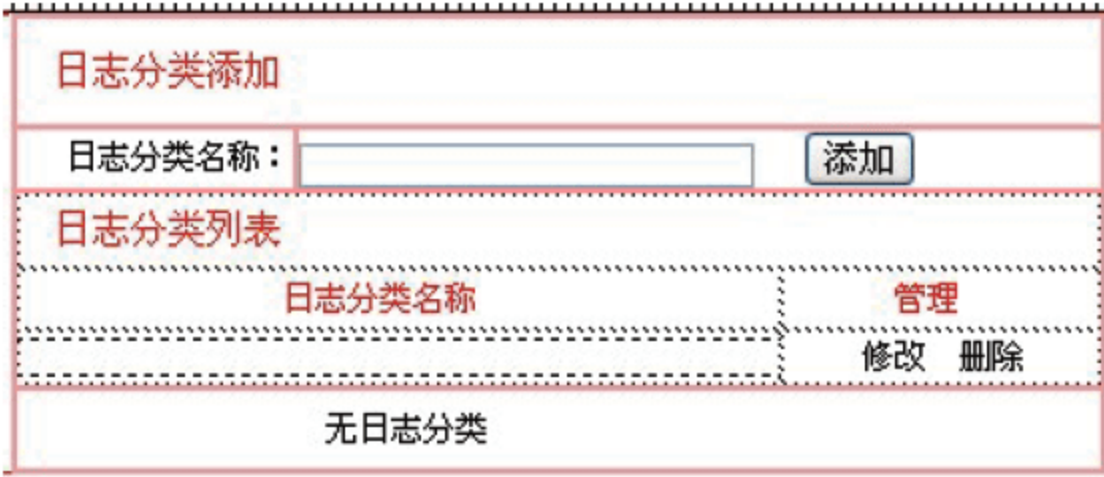 日志分类添加
日志分类名称： 添加
日志分类列表
日志分类名称 管理
修改 删除
无日志分类